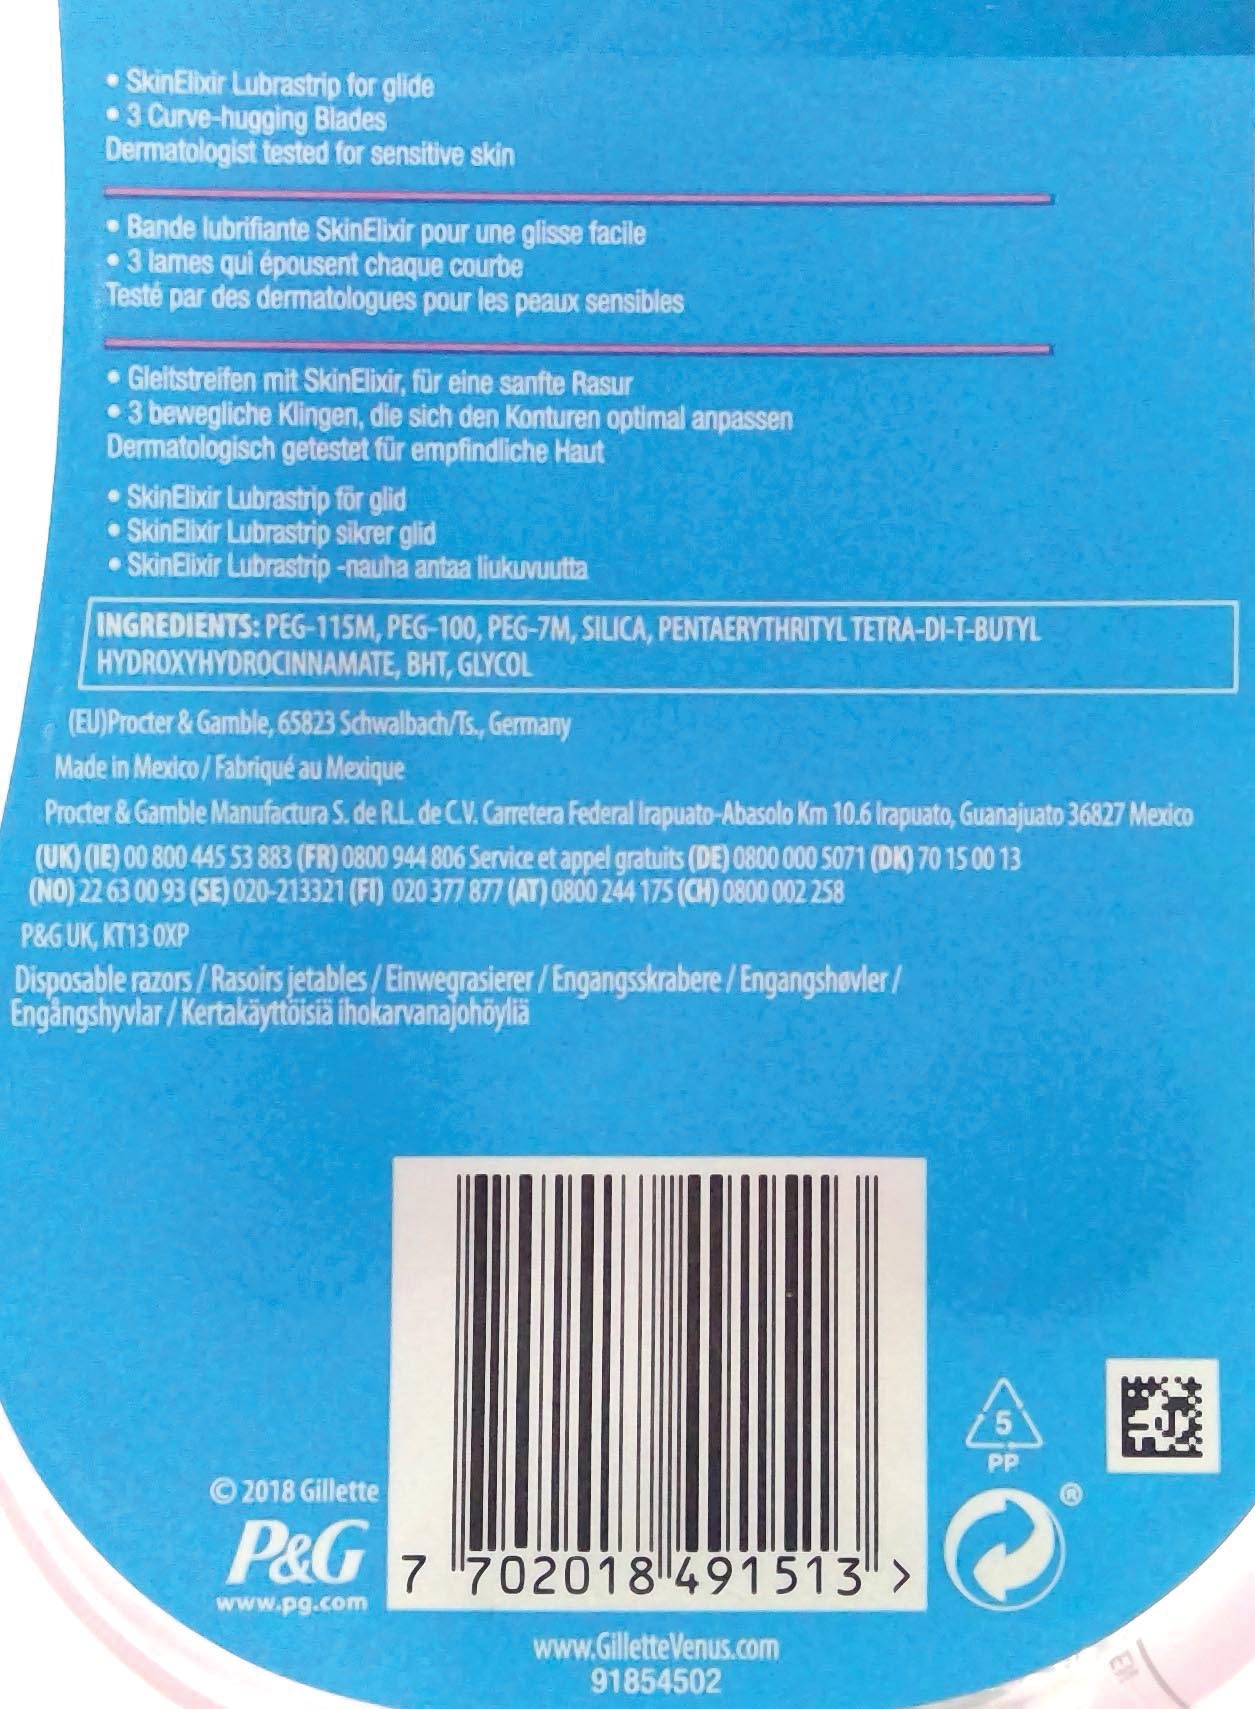 • SkinElixir Lubrastrip for glide
• 3 Curve-hugging Blades
Dermatologist tested for sensitive skin
• Bande lubrifiante SkinElixir pour une glisse facile
• 3 lames qui épousent chaque courbe
Testé par des dermatologues pour les peaux sensibles
• Gleitstreifen mit SkinElixir, für eine sanfte Rasur
• 3 bewegliche Klingen, die sich den Konturen optimal anpassen
Dermatologisch getestet für empfindliche Haut
• SkinElixir Lubrastrip för glid
• SkinElixir Lubrastrip sikrer glid
• SkinElixir Lubrastrip -nauha antaa liukuvuutta
INGREDIENTS: PEG-115M, PEG-100, PEG-7M, SILICA, PENTAERYTHRITYL TETRA-DI-T-BUTYL
HYDROXYHYDROCINNAMATE, BHT, GLYCOL
(EU)Procter & Gamble, 65823 Schwalbach/Ts., Germany
Made in Mexico / Fabriqué au Mexique
Procter & Gamble Manufactura S. de R.L. de C.V. Carretera Federal Irapuato-Abasolo Km 10.6 Irapuato, Guanajuato 36827 Mexico
(UK) (IE) 00 800 445 53 883 (FR) 0800 944 806 Service et appel gratuits (DE) 0800 000 5071 (DK) 70 15 00 13
(NO) 22 63 00 93 (SE) 020-213321 (FI) 020 377 877 (AT) 0800 244 175 (CH) 0800 002 258
P&G UK, KT13 0XP
Disposable razors / Rasoirs jetables / Einwegrasierer / Engangsskrabere / Engangshøvler /
Engångshyvlar / Kertakäyttöisiä ihokarvanajohöyliä
5
PP
®
© 2018 Gillette
P&G
www.pg.com
7 702018 491513 >
www.GilletteVenus.com
91854502